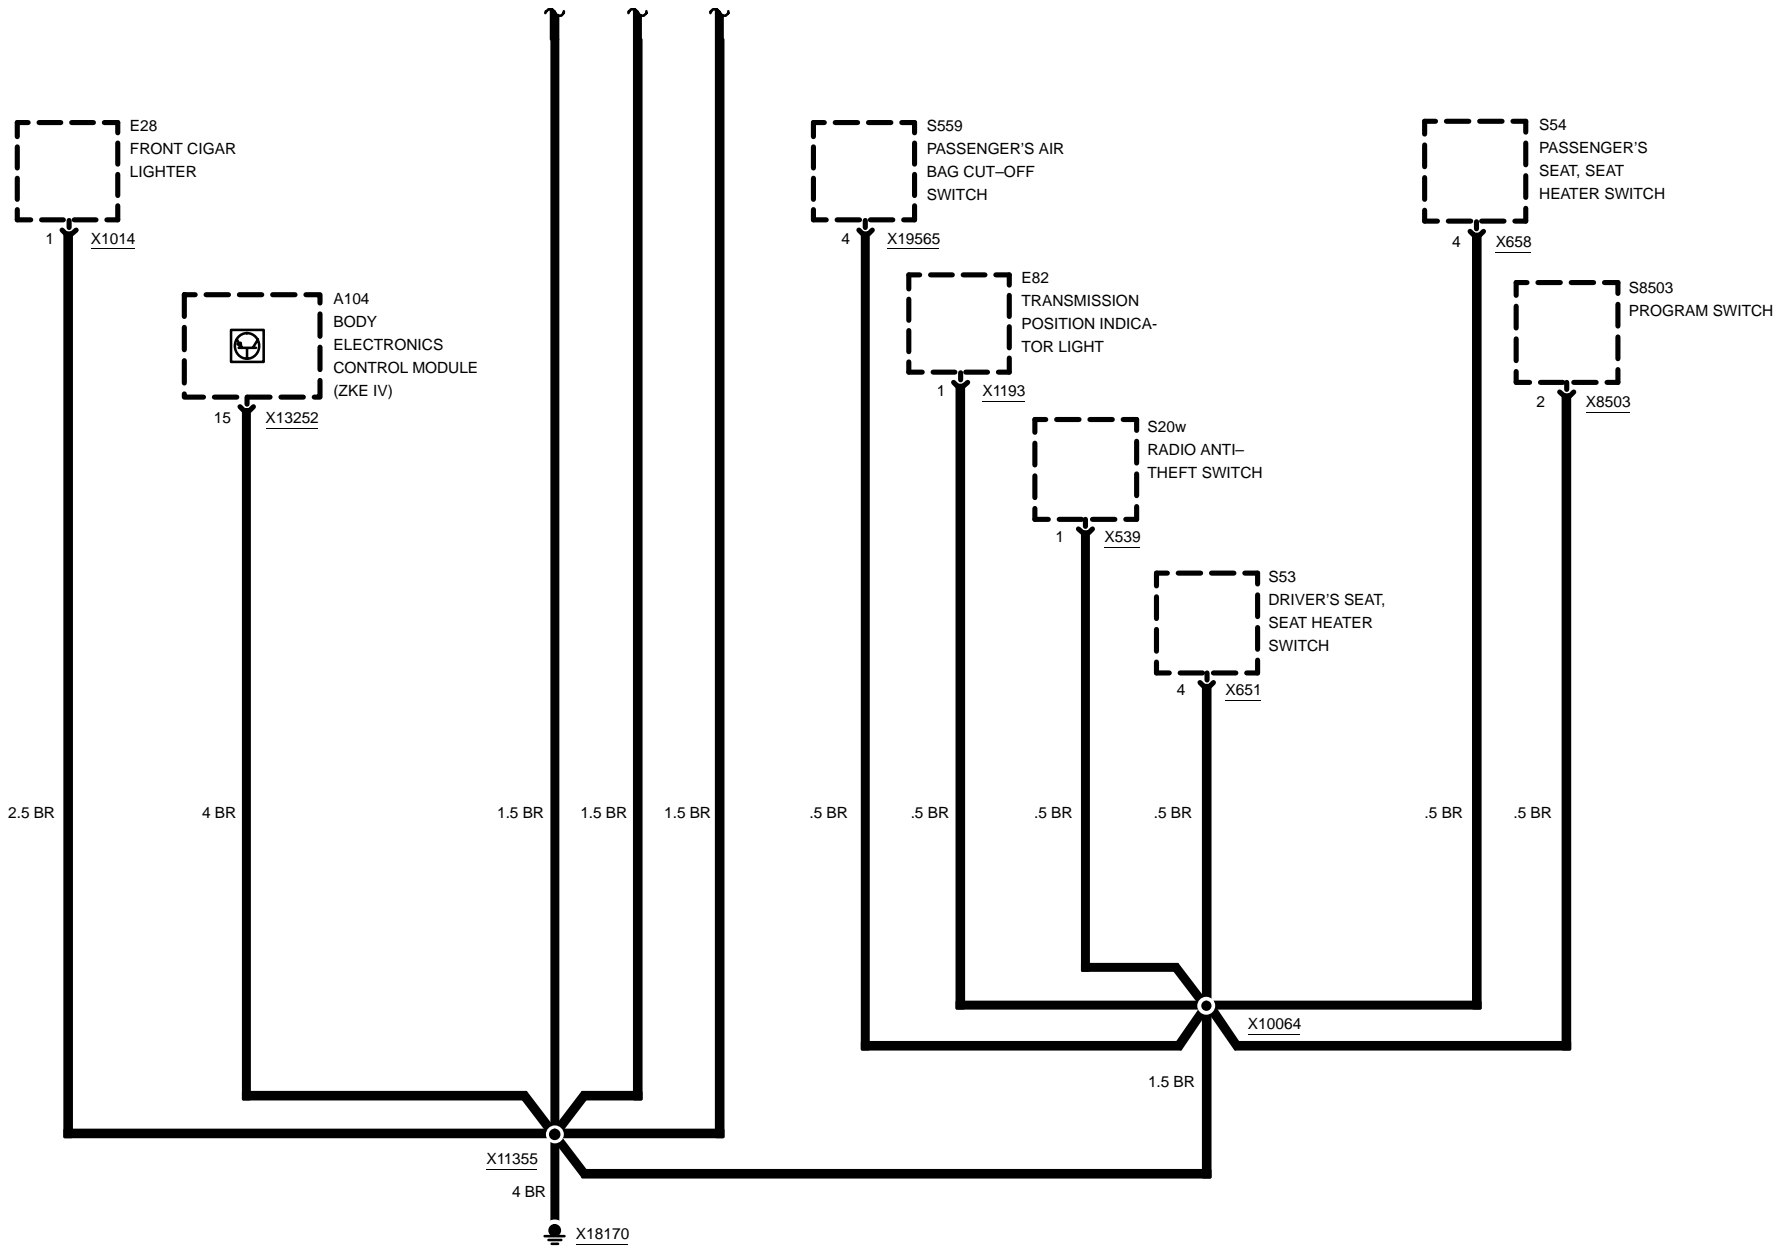 E28
FRONT CIGAR
LIGHTER
1 X1014
A104
BODY
ELECTRONICS
CONTROL MODULE
(ZKE IV)
15 X13252
S559
PASSENGER'S AIR
BAG CUT–OFF
SWITCH
4 X19565
E82
TRANSMISSION
POSITION INDICA-
TOR LIGHT
1 X1193
S20w
RADIO ANTI–
THEFT SWITCH
1 X539
S53
DRIVER'S SEAT,
SEAT HEATER
SWITCH
4 X651
S54
PASSENGER'S
SEAT, SEAT
HEATER SWITCH
4 X658
S8503
PROGRAM SWITCH
2 X8503
2.5 BR 4 BR 1.5 BR 1.5 BR 1.5 BR .5 BR .5 BR .5 BR .5 BR .5 BR .5 BR
X10064
1.5 BR
X11355
4 BR
X18170